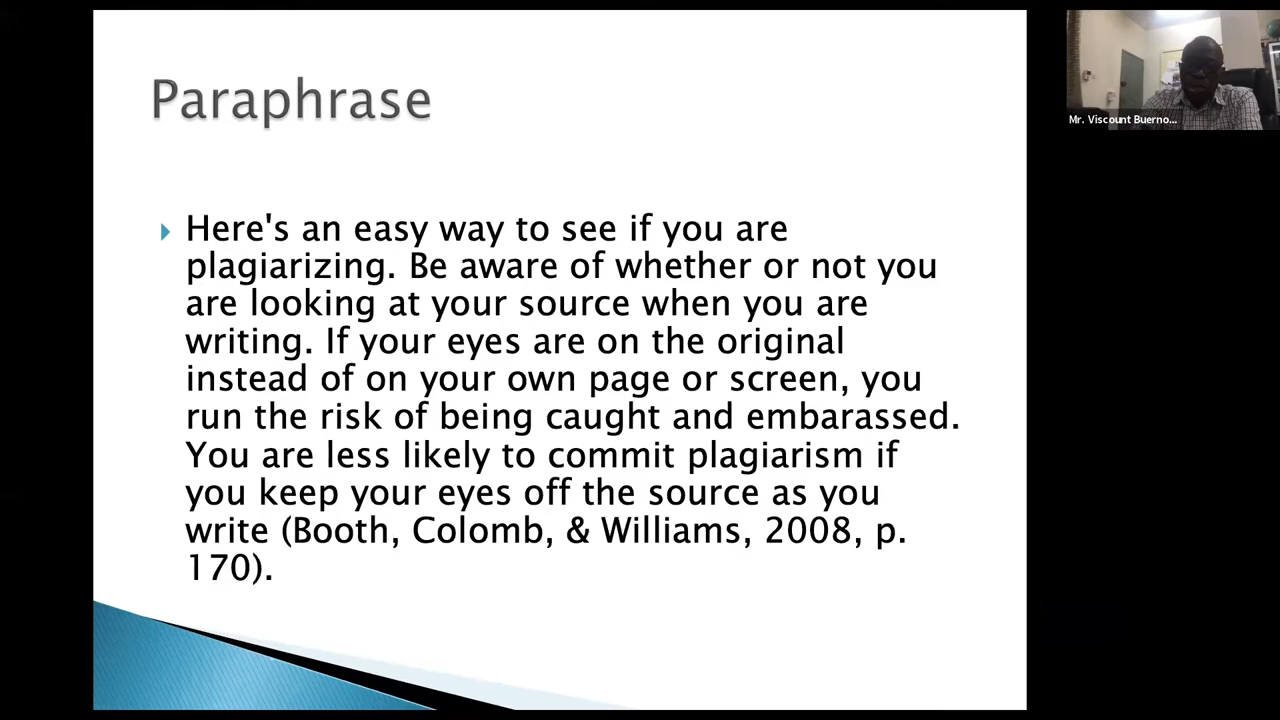 Paraphrase
Here's an easy way to see if you are
plagiarizing. Be aware of whether or not you
are looking at your source when you are
writing. If your eyes are on the original
instead of on your own page or screen, you
run the risk of being caught and embarassed.
You are less likely to commit plagiarism if
you keep your eyes off the source as you
write (Booth, Colomb, & Williams, 2008, p.
170).
Mr. Viscount Buerno...